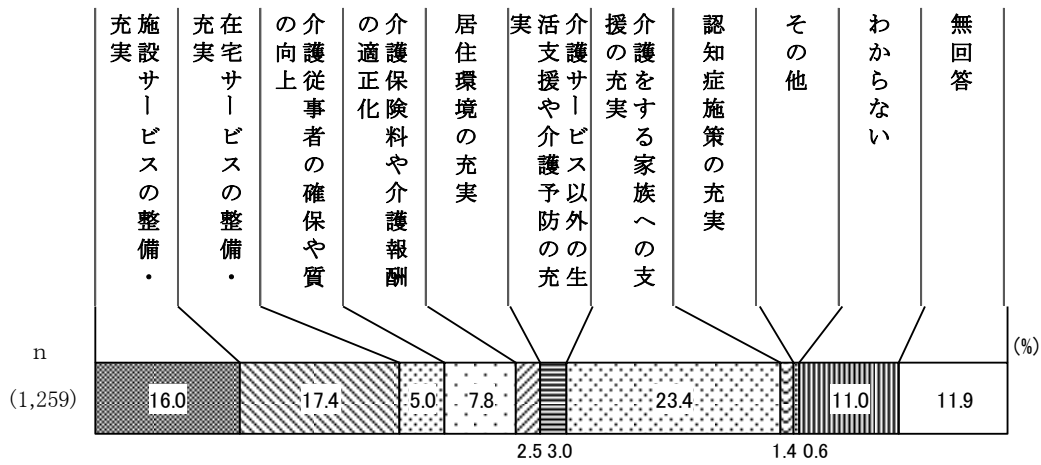 施設サービスの整備・
充実
在宅サービスの整備・
充実
介護従事者の確保や質
の向上
介護保険料や介護報酬
の適正化
居住環境の充実
介護サービス以外の生
活支援や介護予防の充
実
介護をする家族への支
援の充実
認知症施策の充実
その他
わからない
無回答
(%)
n
(1,259)
16.0
17.4
5.0
7.8
2.5
3.0
23.4
1.4
0.6
11.0
11.9